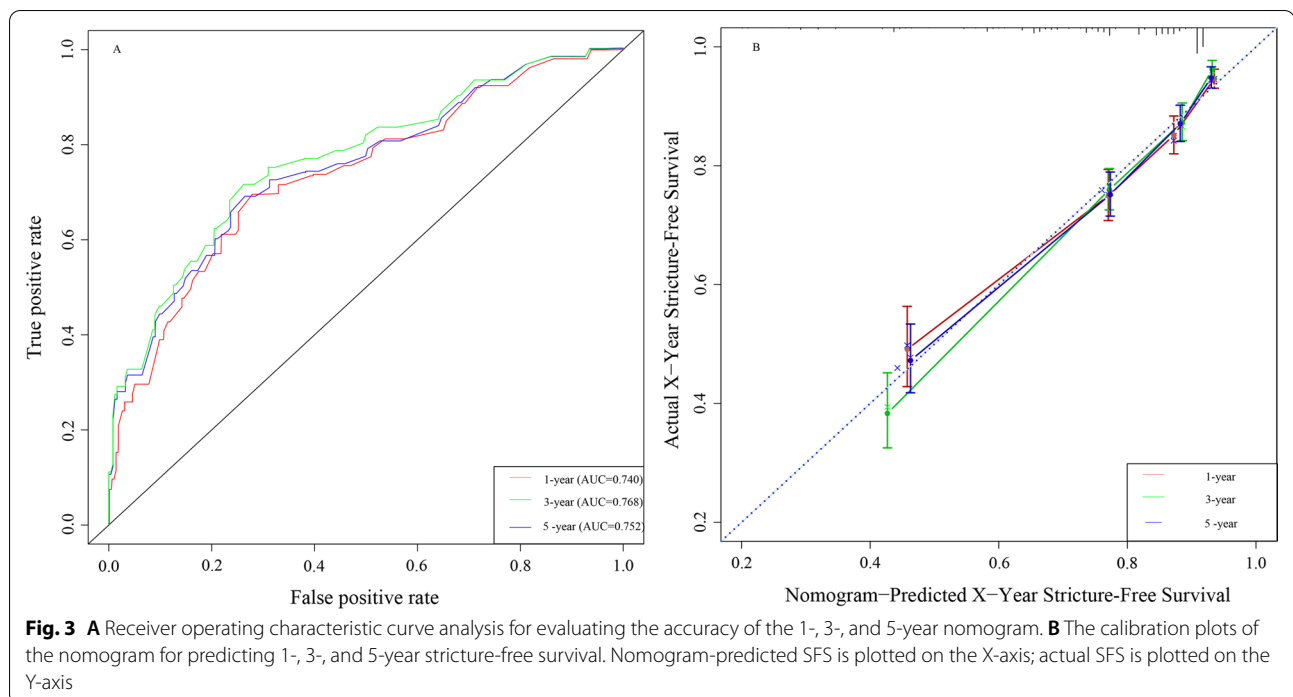 A
1.0
0.8
0.6
0.4
0.2
0.0
True positive rate
0.0 0.2 0.4 0.6 0.8 1.0
False positive rate
1-year (AUC=0.740)
3-year (AUC=0.768)
5 -year (AUC=0.752)
B
1.0
0.8
0.6
0.4
0.2
Actual X−Year Stricture-Free Survival
0.2 0.4 0.6 0.8 1.0
Nomogram−Predicted X−Year Stricture-Free Survival
1-year
3-year
5 -year
Fig. 3 A Receiver operating characteristic curve analysis for evaluating the accuracy of the 1-, 3-, and 5-year nomogram. B The calibration plots of
the nomogram for predicting 1-, 3-, and 5-year stricture-free survival. Nomogram-predicted SFS is plotted on the X-axis; actual SFS is plotted on the
Y-axis